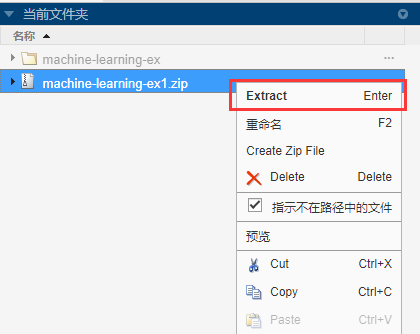 当前文件夹
名称
machine-learning-ex
machine-learning-ex1.zip
Extract Enter
重命名 F2
Create Zip File
Delete Delete
指示不在路径中的文件
预览
Cut Ctrl+X
Copy Ctrl+C
Paste Ctrl+V